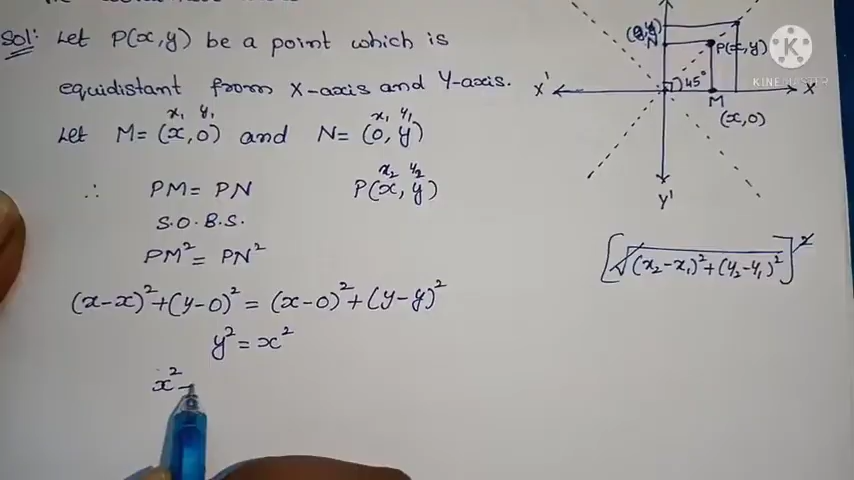 Sol: Let P(x,y) be a point which is
equidistant from X-axis and Y-axis.
x₁ y₁ x₁ y₁
Let M=(x,0) and N=(0,y)
x₂ y₂
∴ PM=PN P(x,y)
S.O.B.S.
PM²=PN²
(x-x)²+(y-0)²=(x-0)²+(y-y)²
y²=x²
x²-
N
P(x,y)
45°
X' X
M
(x,0)
Y'
[√(x₂-x₁)²+(y₂-y₁)²]²
K
KINEMASTER